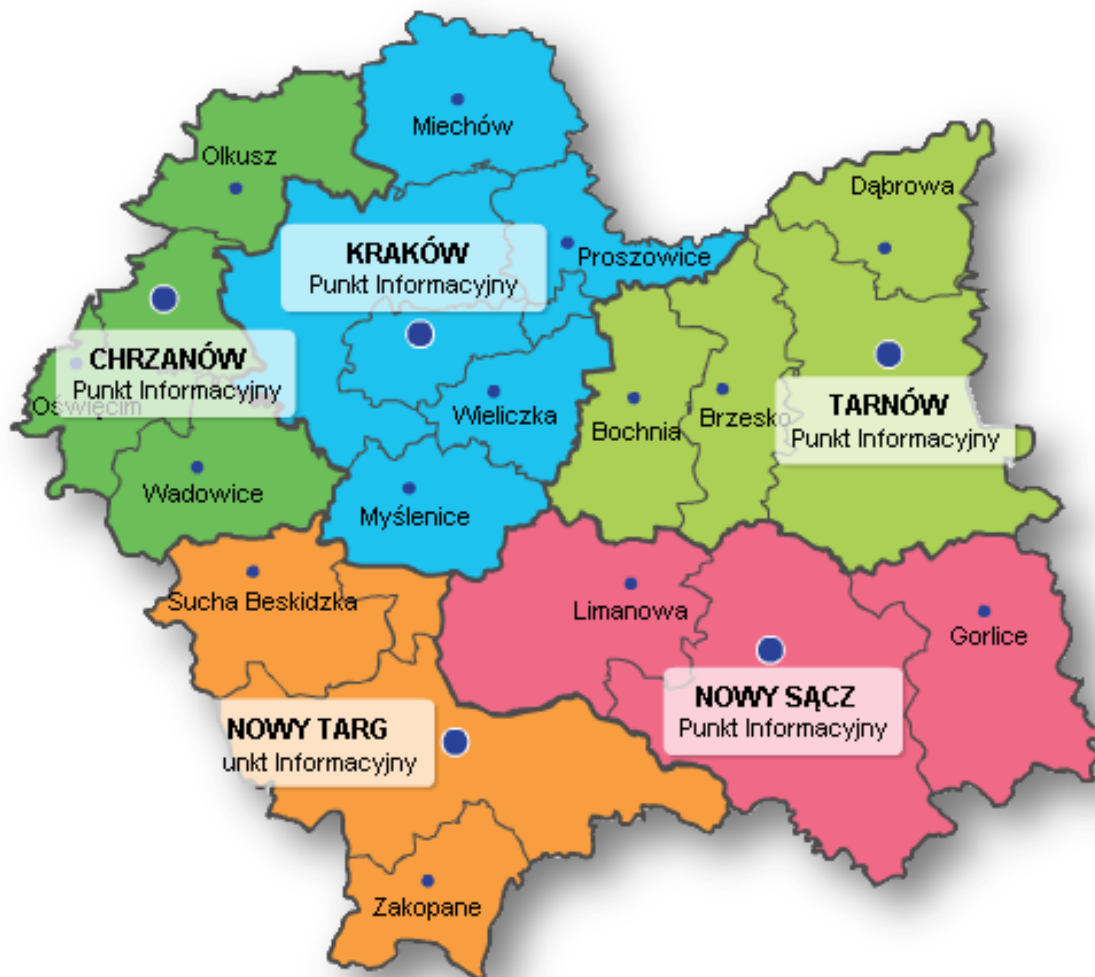 Miechów
Olkusz
Dąbrowa
KRAKÓW
Punkt Informacyjny
Proszowice
CHRZANÓW
Punkt Informacyjny
Oświęcim
Wieliczka
Bochnia
Brzesko
TARNÓW
Punkt Informacyjny
Wadowice
Myślenice
Sucha Beskidzka
Limanowa
Gorlice
NOWY SĄCZ
Punkt Informacyjny
NOWY TARG
unkt Informacyjny
Zakopane